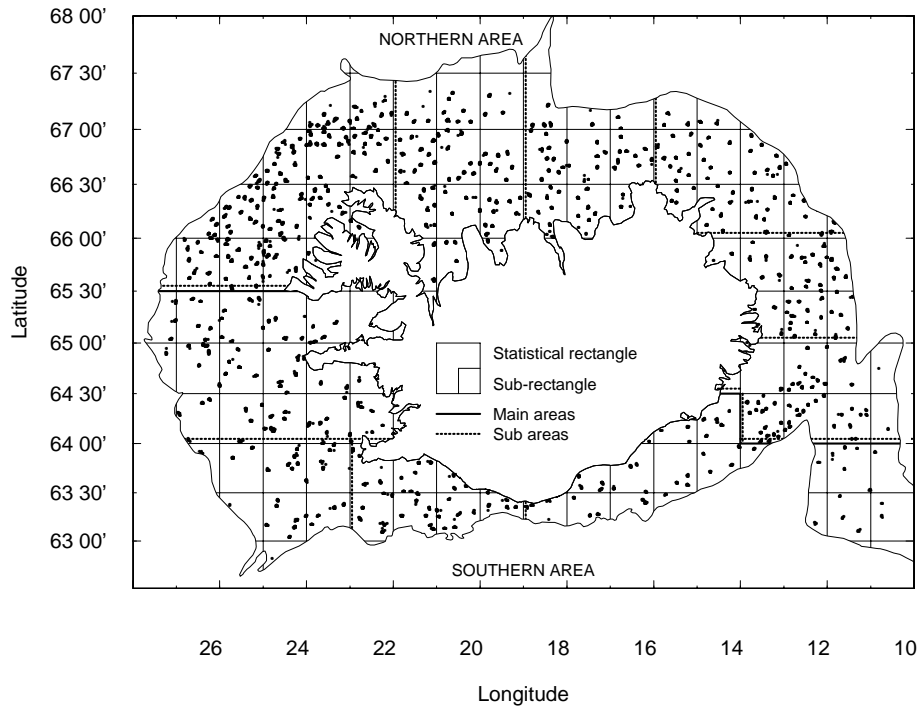 68 00'
NORTHERN AREA
67 30'
67 00'
66 30'
66 00'
65 30'
65 00'
64 30'
64 00'
63 30'
63 00'
Latitude
Statistical rectangle
Sub-rectangle
Main areas
Sub areas
SOUTHERN AREA
26 24 22 20 18 16 14 12 10
Longitude